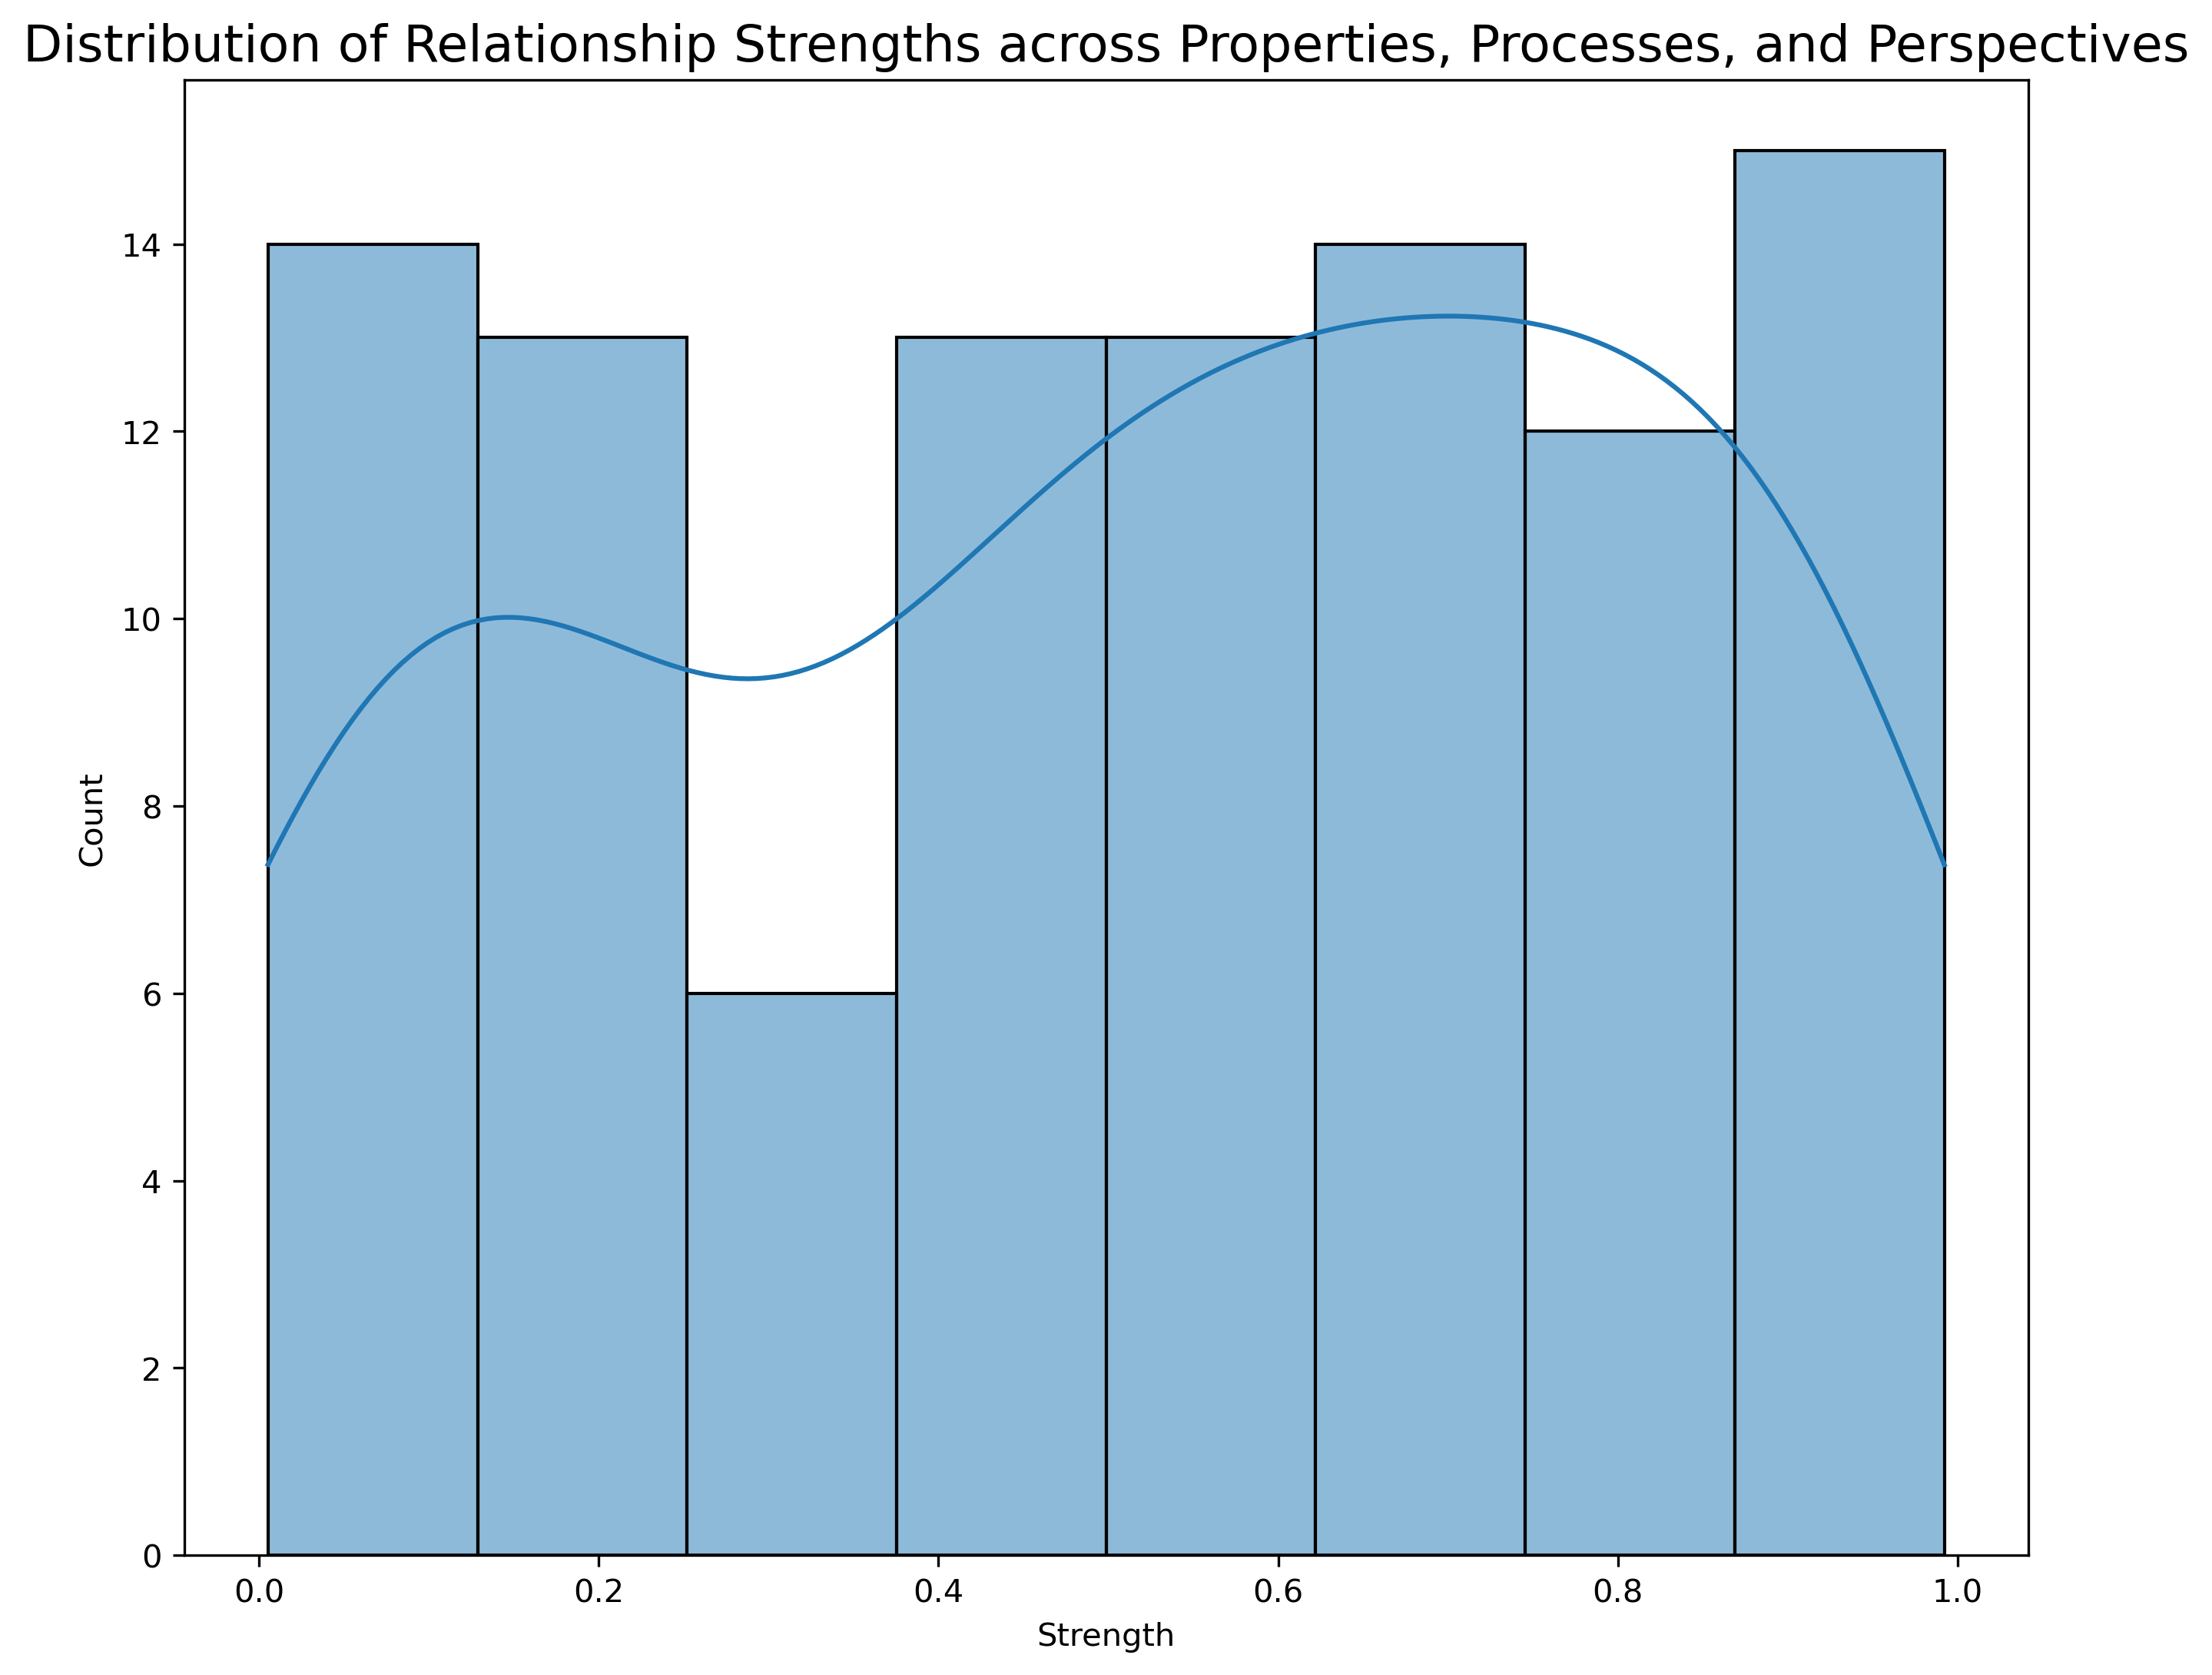 Distribution of Relationship Strengths across Properties, Processes, and Perspectives
14
12
10
8
6
4
2
0
Count
0.0 0.2 0.4 0.6 0.8 1.0
Strength